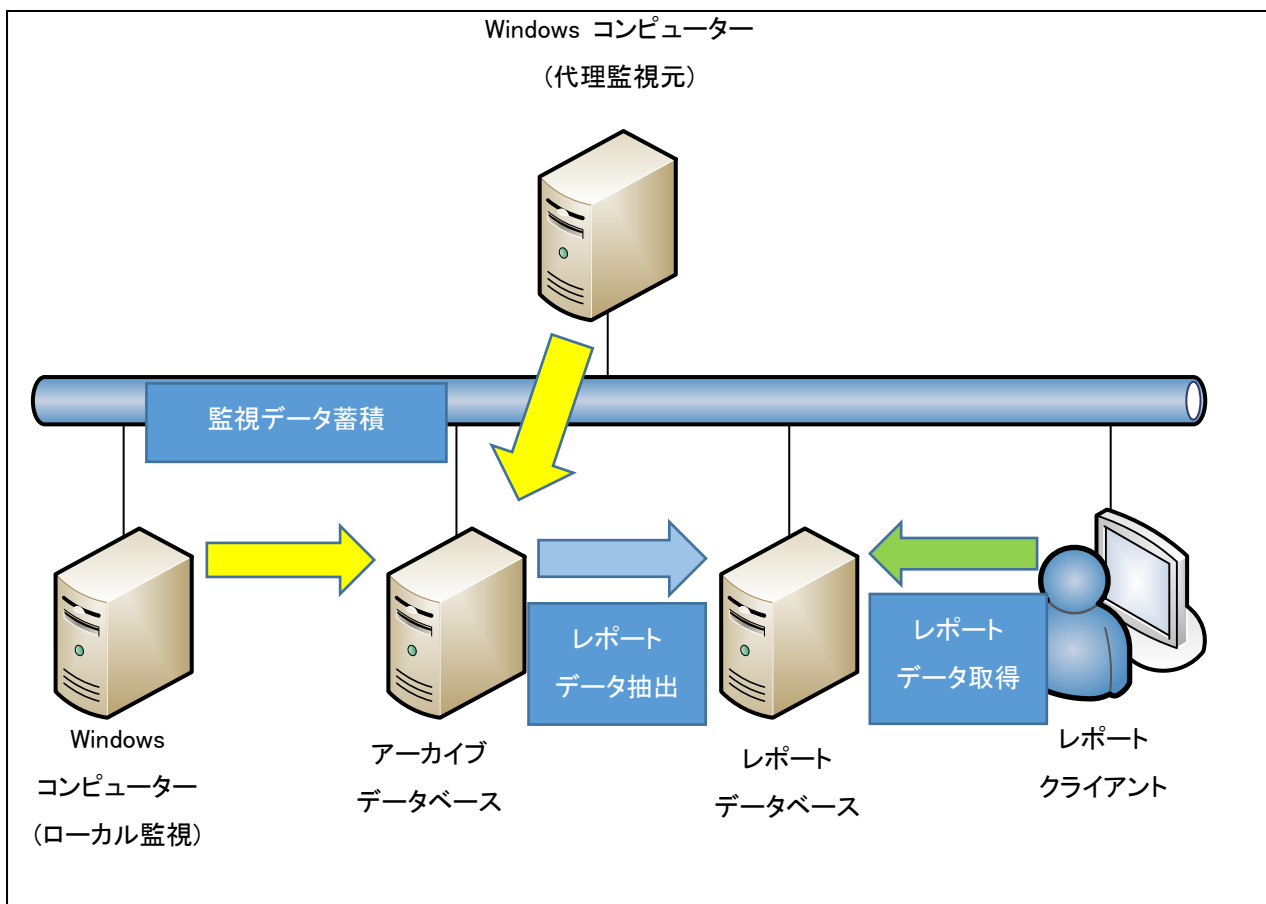 Windows コンピューター
(代理監視元)
監視データ蓄積
レポート
データ抽出
レポート
データ取得
Windows
コンピューター
(ローカル監視)
アーカイブ
データベース
レポート
データベース
レポート
クライアント